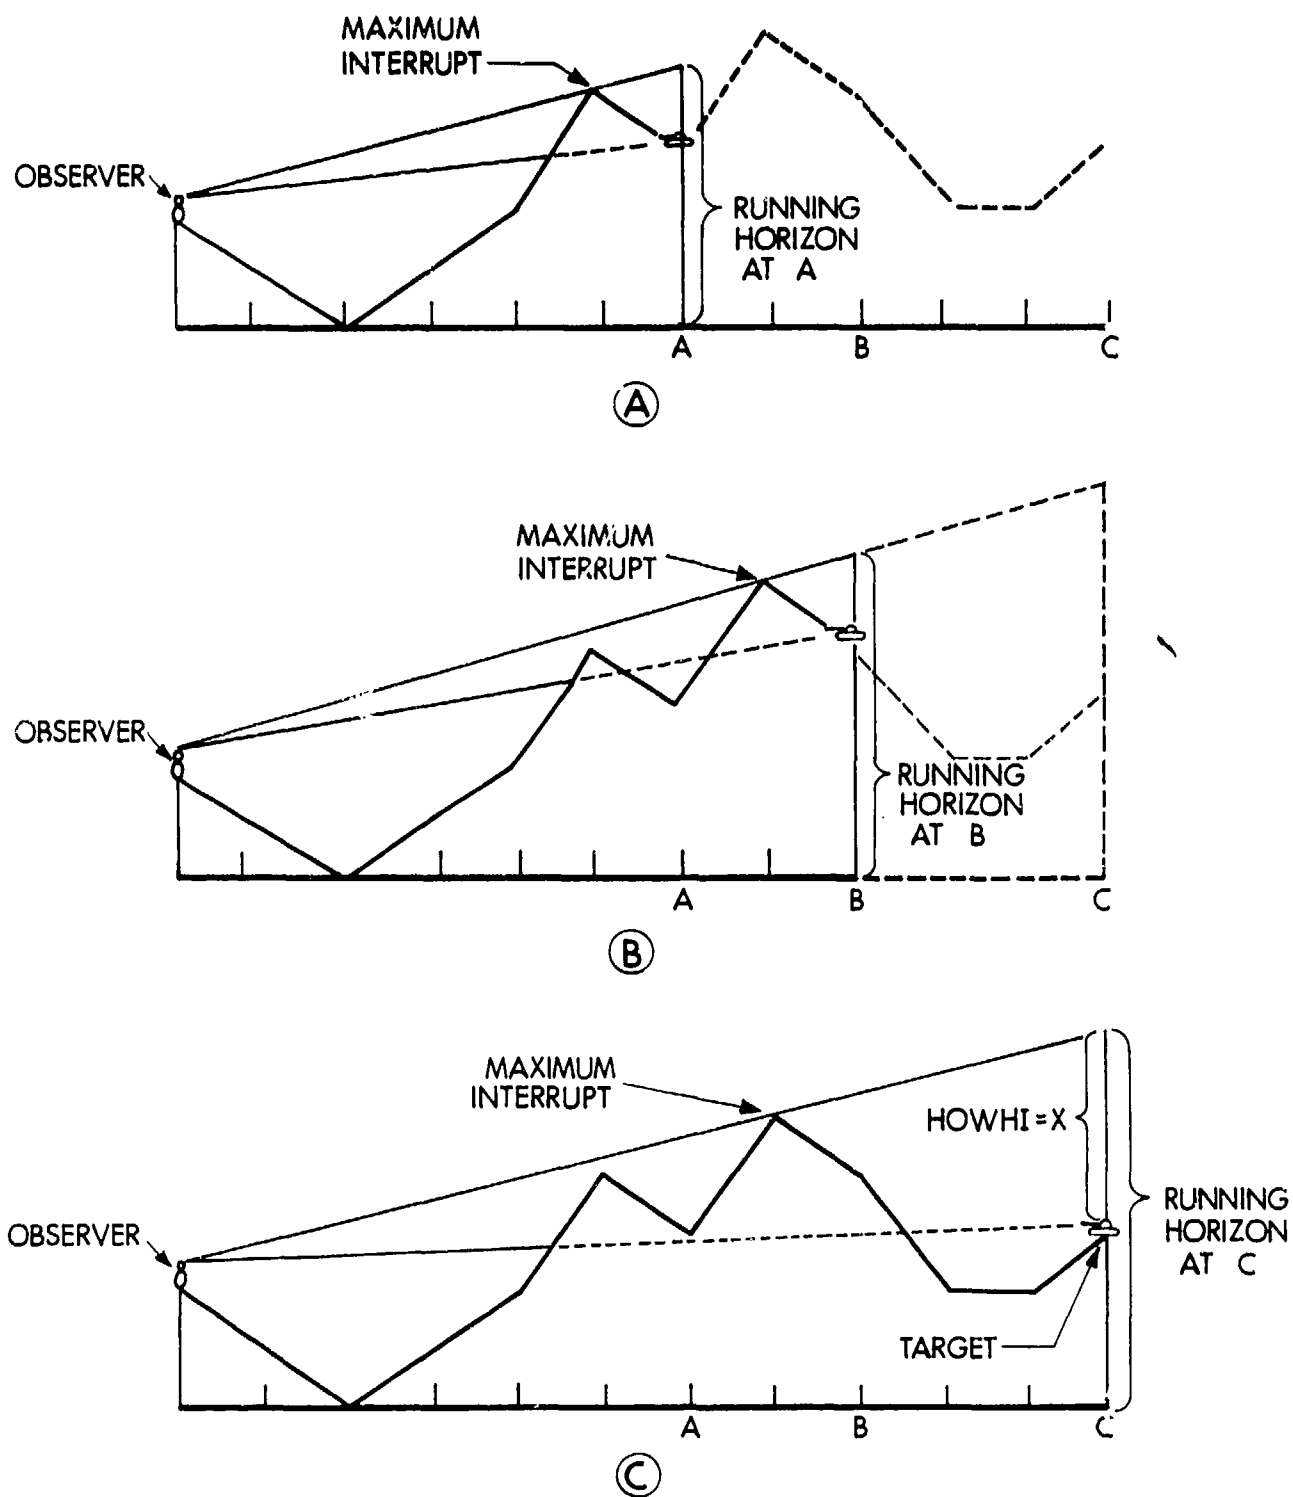 MAXIMUM
INTERRUPT
OBSERVER
RUNNING
HORIZON
AT A
A
B
C
A
MAXIMUM
INTERRUPT
OBSERVER
RUNNING
HORIZON
AT B
A
B
C
B
MAXIMUM
INTERRUPT
HOWHI=X
OBSERVER
RUNNING
HORIZON
AT C
TARGET
A
B
C
C